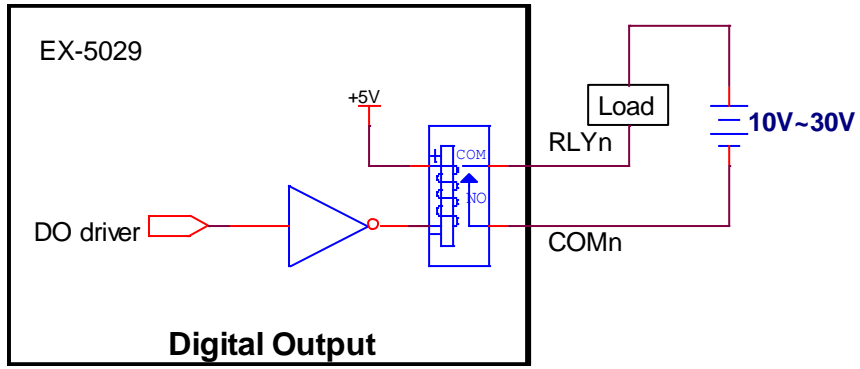 EX-5029
+5V
COM
Load
10V~30V
RLYn
NO
DO driver
COMn
Digital Output